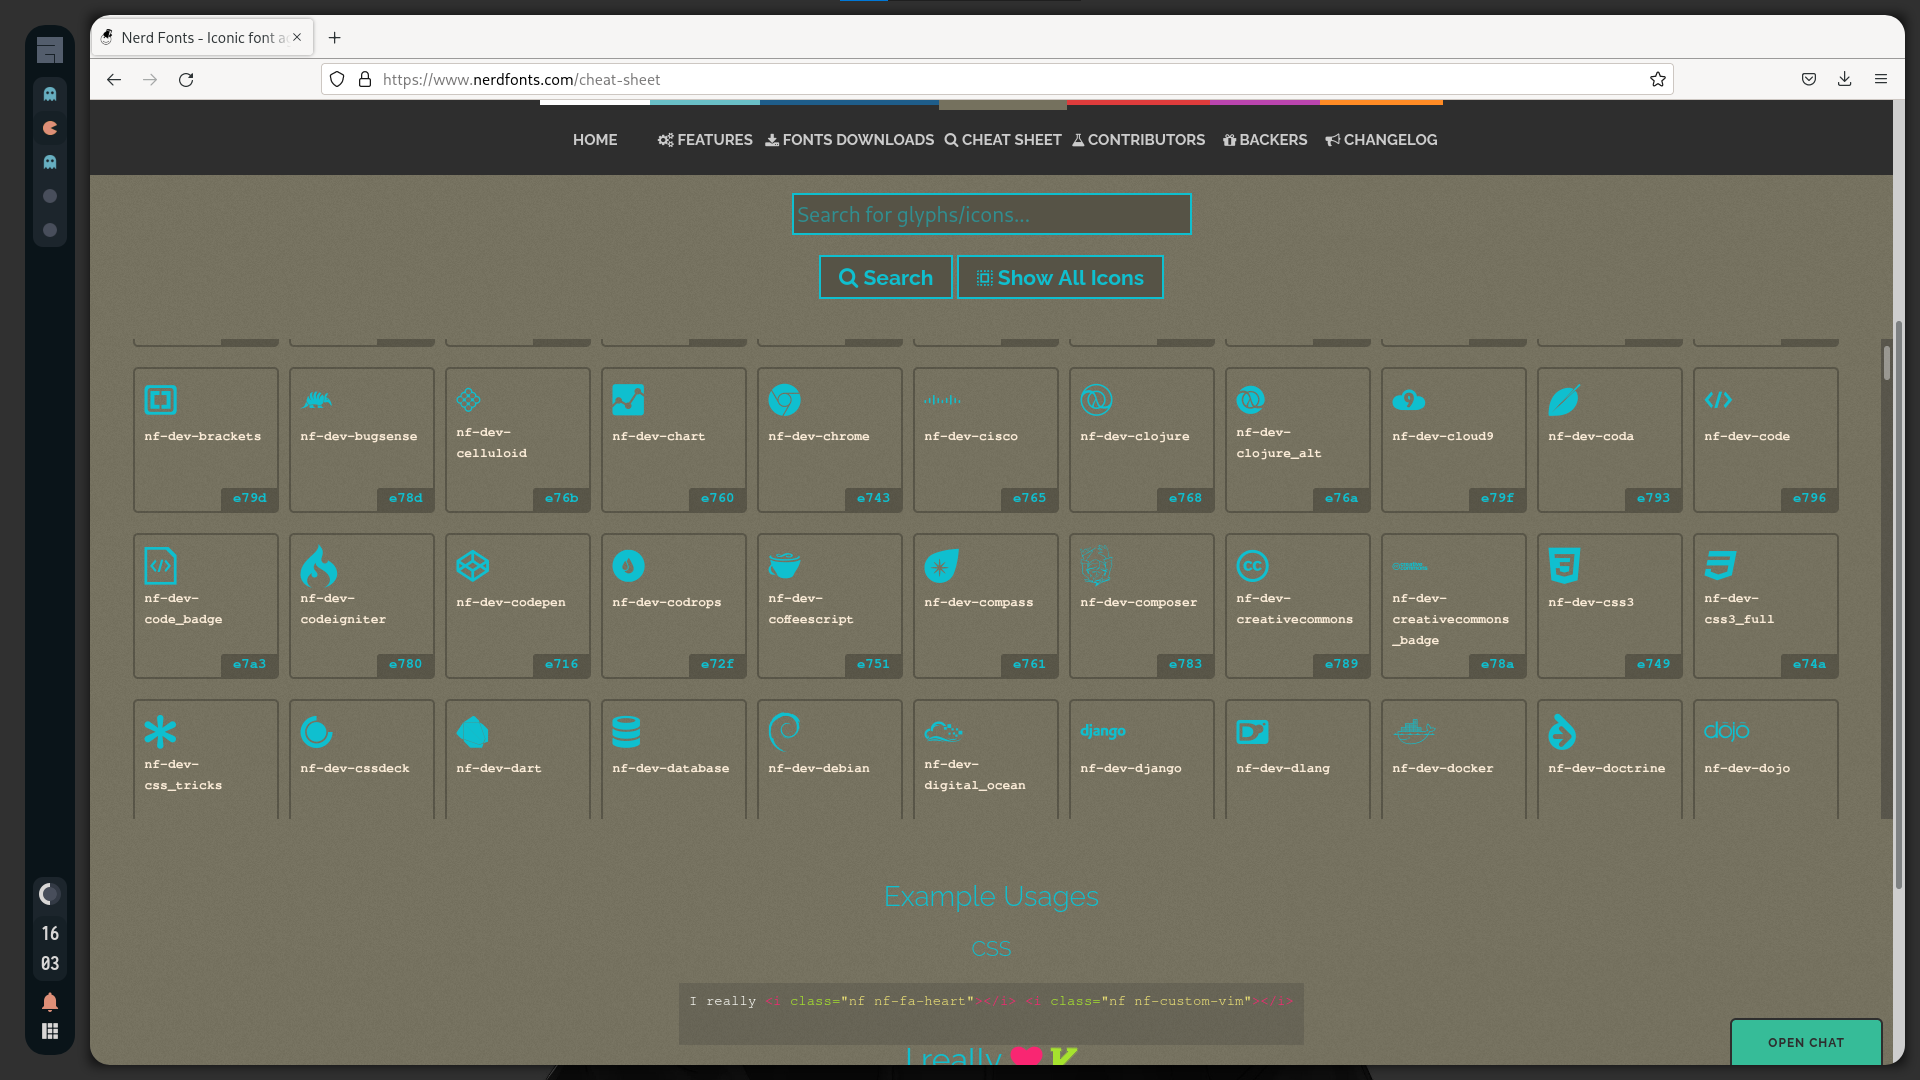 Nerd Fonts - Iconic font ag
https://www.nerdfonts.com/cheat-sheet
HOME FEATURES FONTS DOWNLOADS CHEAT SHEET CONTRIBUTORS BACKERS CHANGELOG
Search for glyphs/icons...
Search Show All Icons
nf-dev-brackets
e79d
nf-dev-bugsense
e78d
nf-dev-
celluloid
e76b
nf-dev-chart
e760
nf-dev-chrome
e743
nf-dev-cisco
e765
nf-dev-clojure
e768
nf-dev-
clojure_alt
e76a
nf-dev-cloud9
e79f
nf-dev-coda
e793
nf-dev-code
e796
nf-dev-
code_badge
e7a3
nf-dev-
codeigniter
e780
nf-dev-codepen
e716
nf-dev-codrops
e72f
nf-dev-
coffeescript
e751
nf-dev-compass
e761
nf-dev-composer
e783
nf-dev-
creativecommons
e789
nf-dev-
creativecommons
_badge
e78a
nf-dev-css3
e749
nf-dev-
css3_full
e74a
nf-dev-
css_tricks
nf-dev-cssdeck
nf-dev-dart
nf-dev-database
nf-dev-debian
nf-dev-
digital_ocean
django
nf-dev-django
nf-dev-dlang
nf-dev-docker
nf-dev-doctrine
dōjō
nf-dev-dojo
Example Usages
CSS
I really <i class="nf nf-fa-heart"></i> <i class="nf nf-custom-vim"></i>
I really
OPEN CHAT
16
03